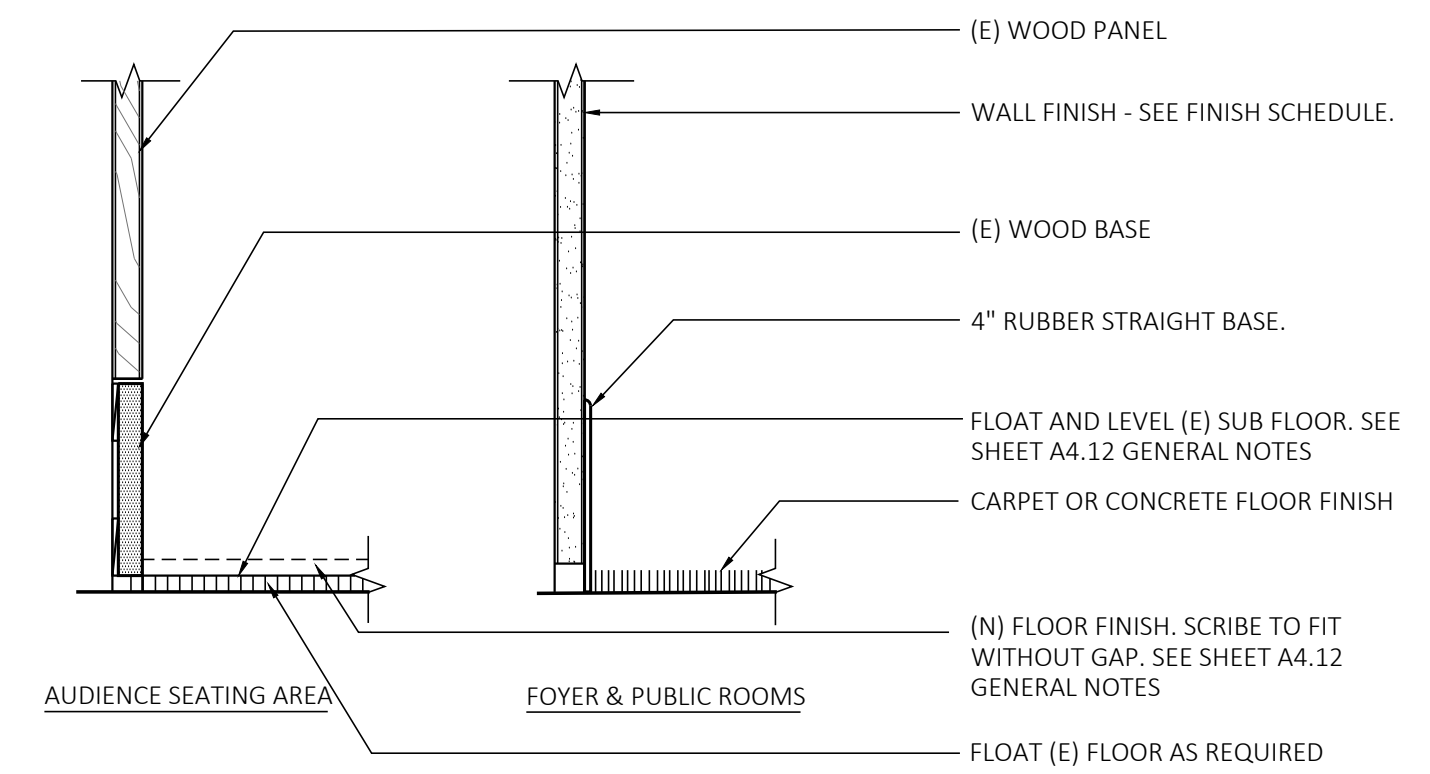 (E) WOOD PANEL
WALL FINISH - SEE FINISH SCHEDULE.
(E) WOOD BASE
4" RUBBER STRAIGHT BASE.
FLOAT AND LEVEL (E) SUB FLOOR. SEE
SHEET A4.12 GENERAL NOTES
CARPET OR CONCRETE FLOOR FINISH
(N) FLOOR FINISH. SCRIBE TO FIT
WITHOUT GAP. SEE SHEET A4.12
GENERAL NOTES
AUDIENCE SEATING AREA
FOYER & PUBLIC ROOMS
FLOAT (E) FLOOR AS REQUIRED